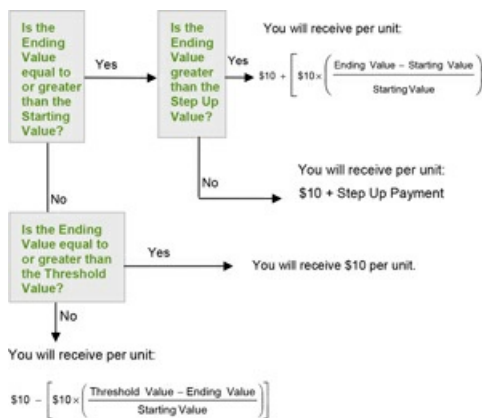 Is the
Ending
Value
equal to
or greater
than the
Starting
Value?
Yes
Is the
Ending
Value
greater
than the
Step Up
Value?
Yes
You will receive per unit:
$10 + [ $10 × ( Ending Value – Starting Value
Starting Value )
No
You will receive per unit:
$10 + Step Up Payment
No
Is the Ending
Value equal to
or greater than
the Threshold
Value?
Yes
You will receive $10 per unit.
No
You will receive per unit:
$10 – [ $10 × ( Threshold Value – Ending Value
Starting Value ) ]